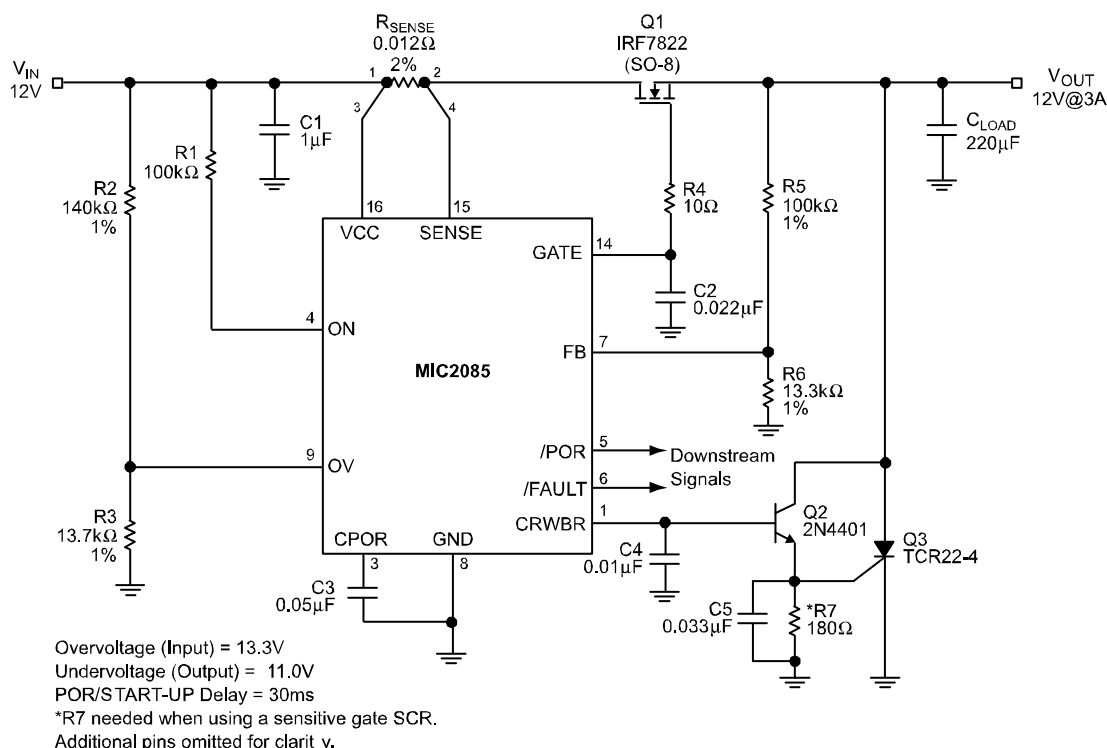 RSENSE
0.012Ω
2%
Q1
IRF7822
(SO-8)
VIN
12V
1
2
3
4
VOUT
12V@3A
C1
1µF
CLOAD
220µF
R1
100kΩ
R2
140kΩ
1%
R4
10Ω
R5
100kΩ
1%
16
15
VCC
SENSE
GATE
14
C2
0.022µF
4
ON
FB
7
MIC2085
R6
13.3kΩ
1%
/POR
5
Downstream
Signals
9
OV
/FAULT
6
CRWBR
1
Q2
2N4401
R3
13.7kΩ
1%
CPOR
GND
3
8
C4
0.01µF
Q3
TCR22-4
C3
0.05µF
C5
0.033µF
*R7
180Ω
Overvoltage (Input) = 13.3V
Undervoltage (Output) = 11.0V
POR/START-UP Delay = 30ms
*R7 needed when using a sensitive gate SCR.
Additional pins omitted for clarit y.